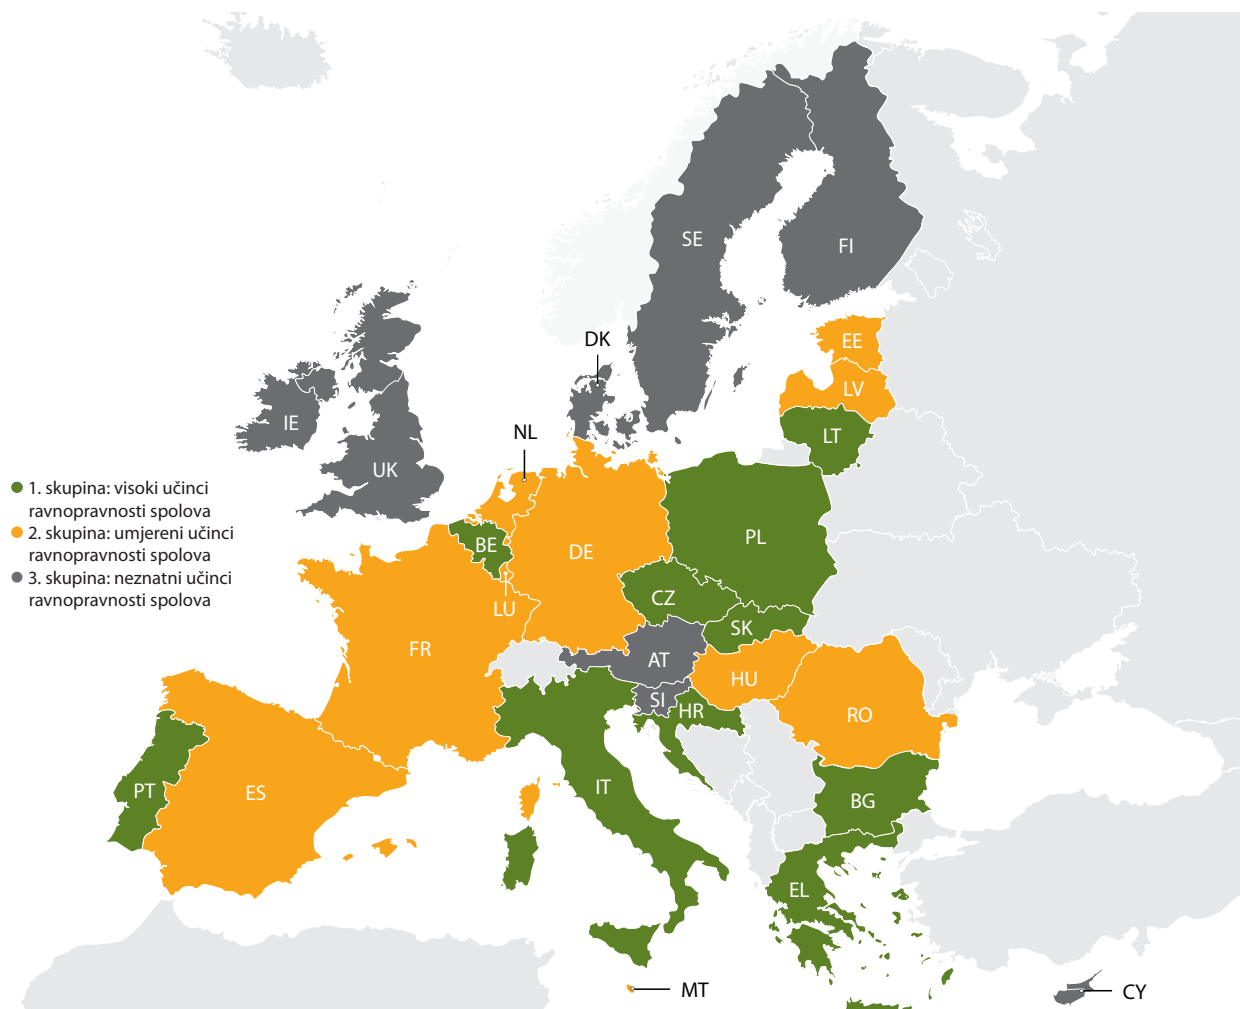 SE
FI
DK
EE
LV
LT
IE
NL
UK
1. skupina: visoki učinci
ravnopravnosti spolova
2. skupina: umjereni učinci
ravnopravnosti spolova
3. skupina: neznatni učinci
ravnopravnosti spolova
BE
DE
PL
CZ
LU
SK
FR
AT
HU
SI
HR
RO
PT
ES
IT
BG
EL
MT
CY